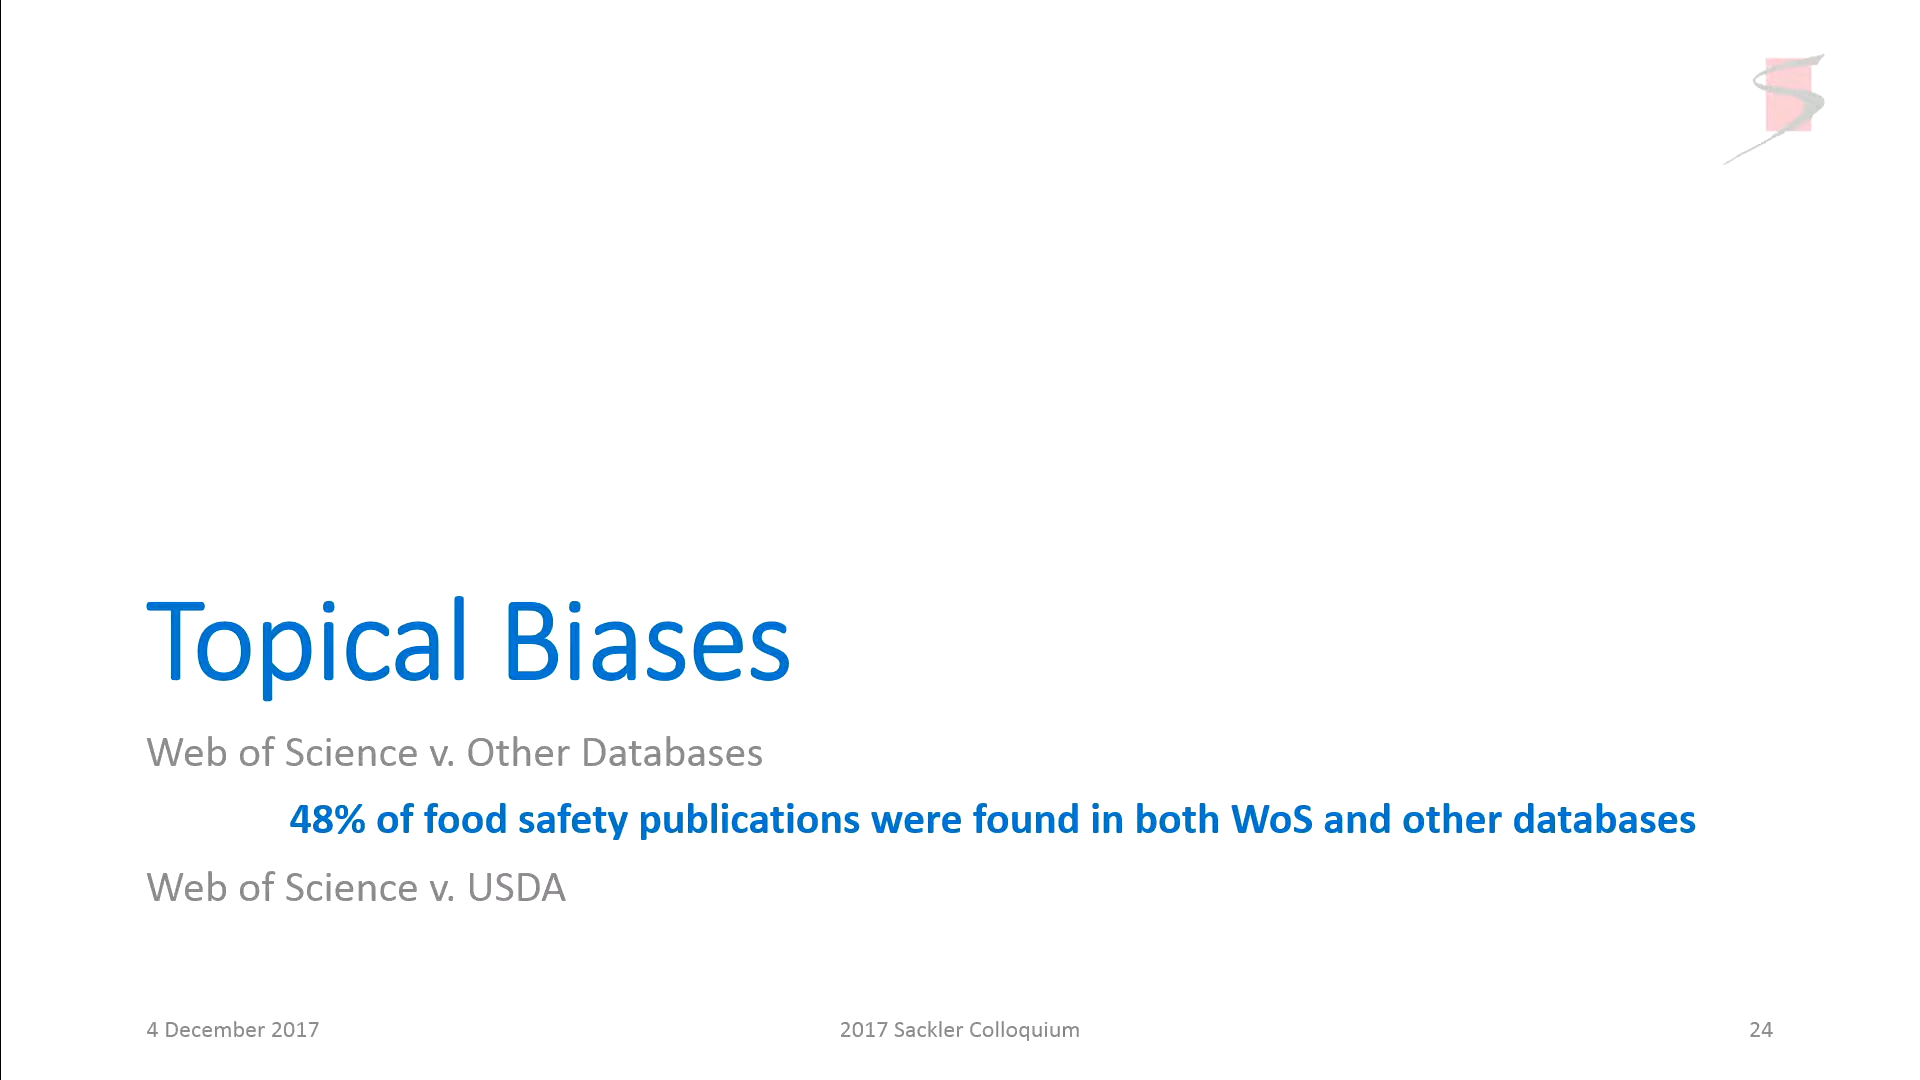 Topical Biases
Web of Science v. Other Databases
48% of food safety publications were found in both WoS and other databases
Web of Science v. USDA
4 December 2017
2017 Sackler Colloquium
24